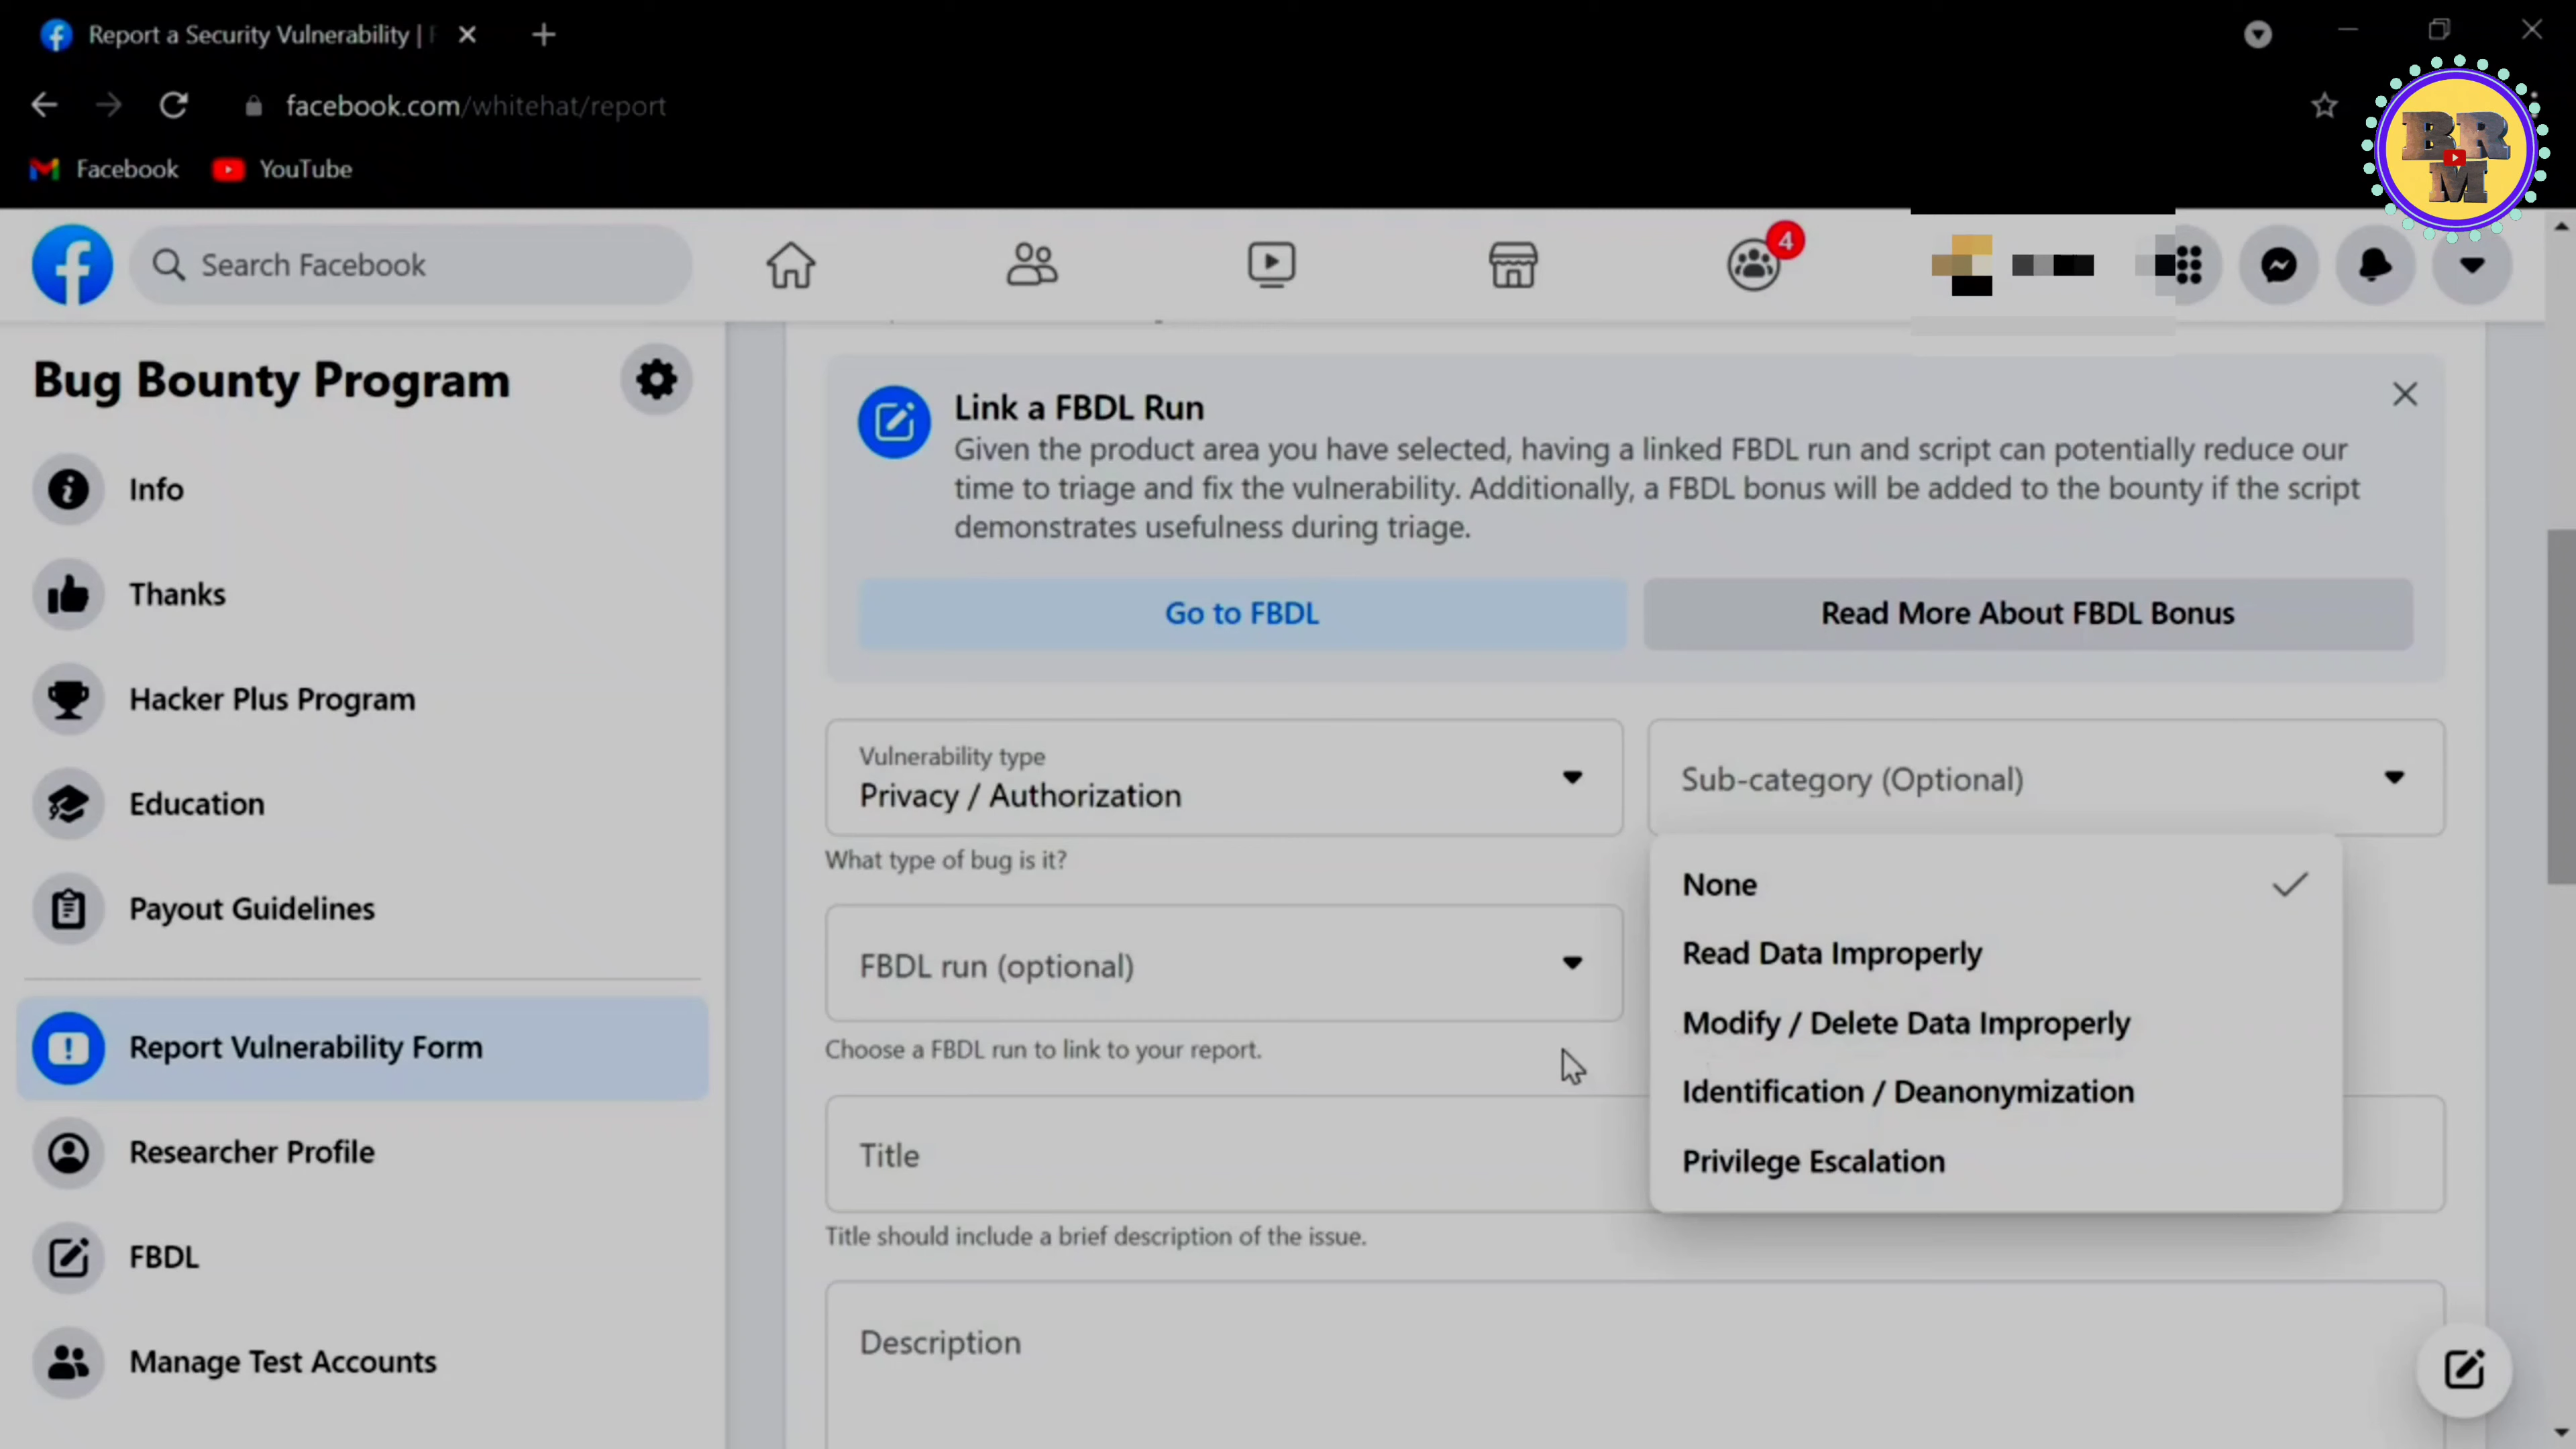 Report a Security Vulnerability |
facebook.com/whitehat/report
Facebook
YouTube
BR
M
Search Facebook
4
Bug Bounty Program
Info
Thanks
Hacker Plus Program
Education
Payout Guidelines
Report Vulnerability Form
Researcher Profile
FBDL
Manage Test Accounts
Link a FBDL Run
Given the product area you have selected, having a linked FBDL run and script can potentially reduce our
time to triage and fix the vulnerability. Additionally, a FBDL bonus will be added to the bounty if the script
demonstrates usefulness during triage.
Go to FBDL
Read More About FBDL Bonus
Vulnerability type
Privacy / Authorization
Sub-category (Optional)
What type of bug is it?
None
Read Data Improperly
Modify / Delete Data Improperly
Identification / Deanonymization
Privilege Escalation
FBDL run (optional)
Choose a FBDL run to link to your report.
Title
Title should include a brief description of the issue.
Description